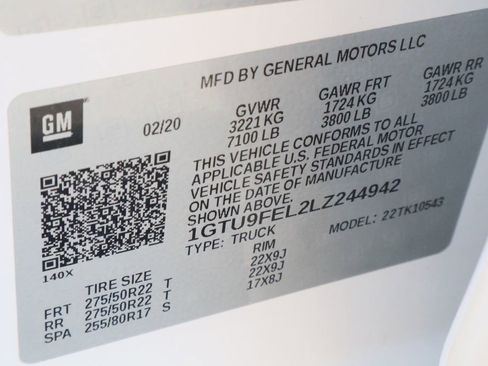 MFD BY GENERAL MOTORS LLC
GM
02/20
GVWR GAWR FRT GAWR RR
3221 KG 1724 KG 1724 KG
7100 LB 3800 LB 3800 LB
THIS VEHICLE CONFORMS TO ALL
APPLICABLE U.S. FEDERAL MOTOR
VEHICLE SAFETY STANDARDS IN EFFECT
ON THE DATE OF MANUFACTURE
SHOWN ABOVE.
1GTU9FEL2LZ244942
TYPE: TRUCK MODEL: 22TK10543
140X
TIRE SIZE RIM
FRT 275/50R22 T 22X9J
RR 275/50R22 T 22X9J
SPA 255/80R17 S 17X8J